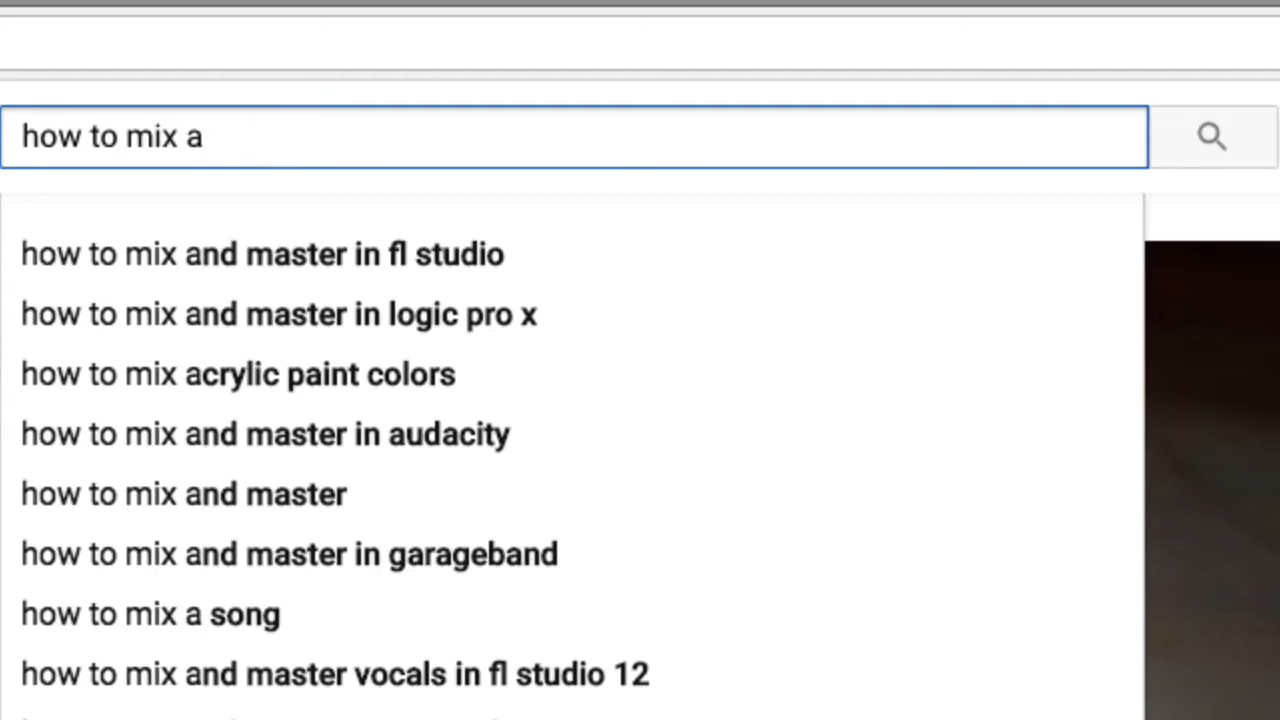 how to mix a
how to mix and master in fl studio
how to mix and master in logic pro x
how to mix acrylic paint colors
how to mix and master in audacity
how to mix and master
how to mix and master in garageband
how to mix a song
how to mix and master vocals in fl studio 12